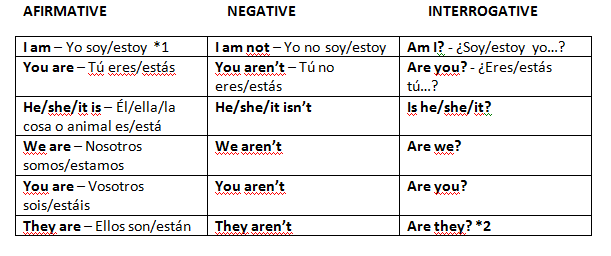 AFIRMATIVE NEGATIVE INTERROGATIVE
I am – Yo soy/estoy *1 I am not – Yo no soy/estoy Am I? - ¿Soy/estoy yo…?
You are – Tú eres/estás You aren't – Tú no eres/estás Are you? - ¿Eres/estás tú…?
He/she/it is – Él/ella/la cosa o animal es/está He/she/it isn't Is he/she/it?
We are – Nosotros somos/estamos We aren't Are we?
You are – Vosotros sois/estáis You aren't Are you?
They are – Ellos son/están They aren't Are they? *2